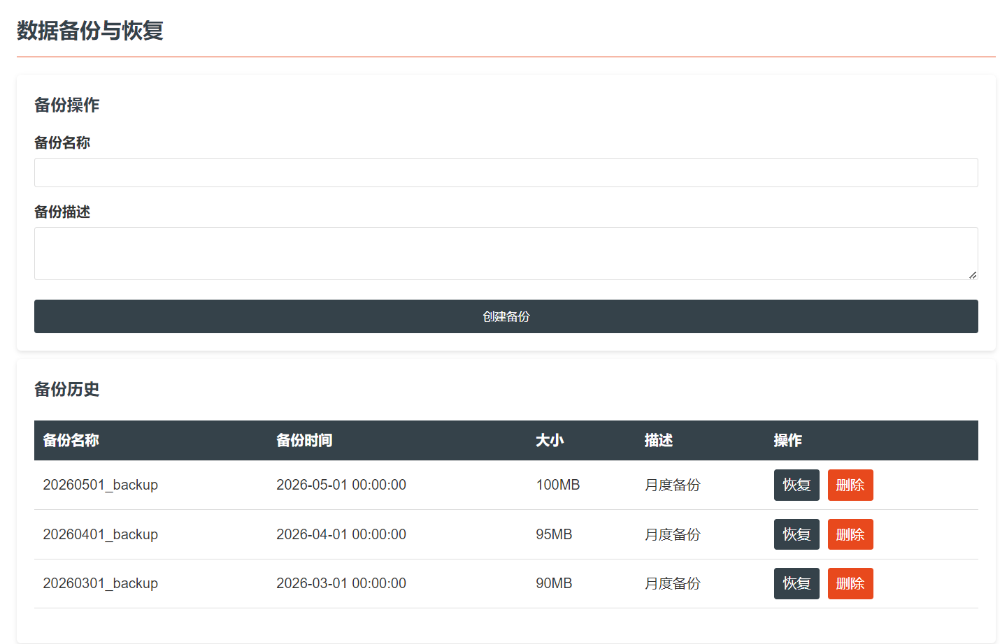 数据备份与恢复
备份操作
备份名称
备份描述
创建备份
备份历史
备份名称 备份时间 大小 描述 操作
20260501_backup 2026-05-01 00:00:00 100MB 月度备份 恢复 删除
20260401_backup 2026-04-01 00:00:00 95MB 月度备份 恢复 删除
20260301_backup 2026-03-01 00:00:00 90MB 月度备份 恢复 删除